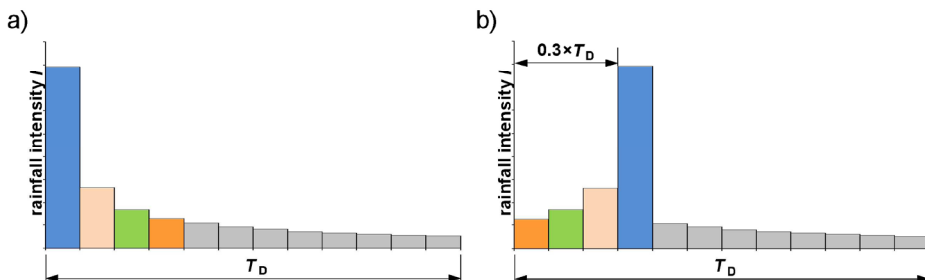 a)
rainfall intensity I
T_D
b)
0.3×T_D
rainfall intensity I
T_D